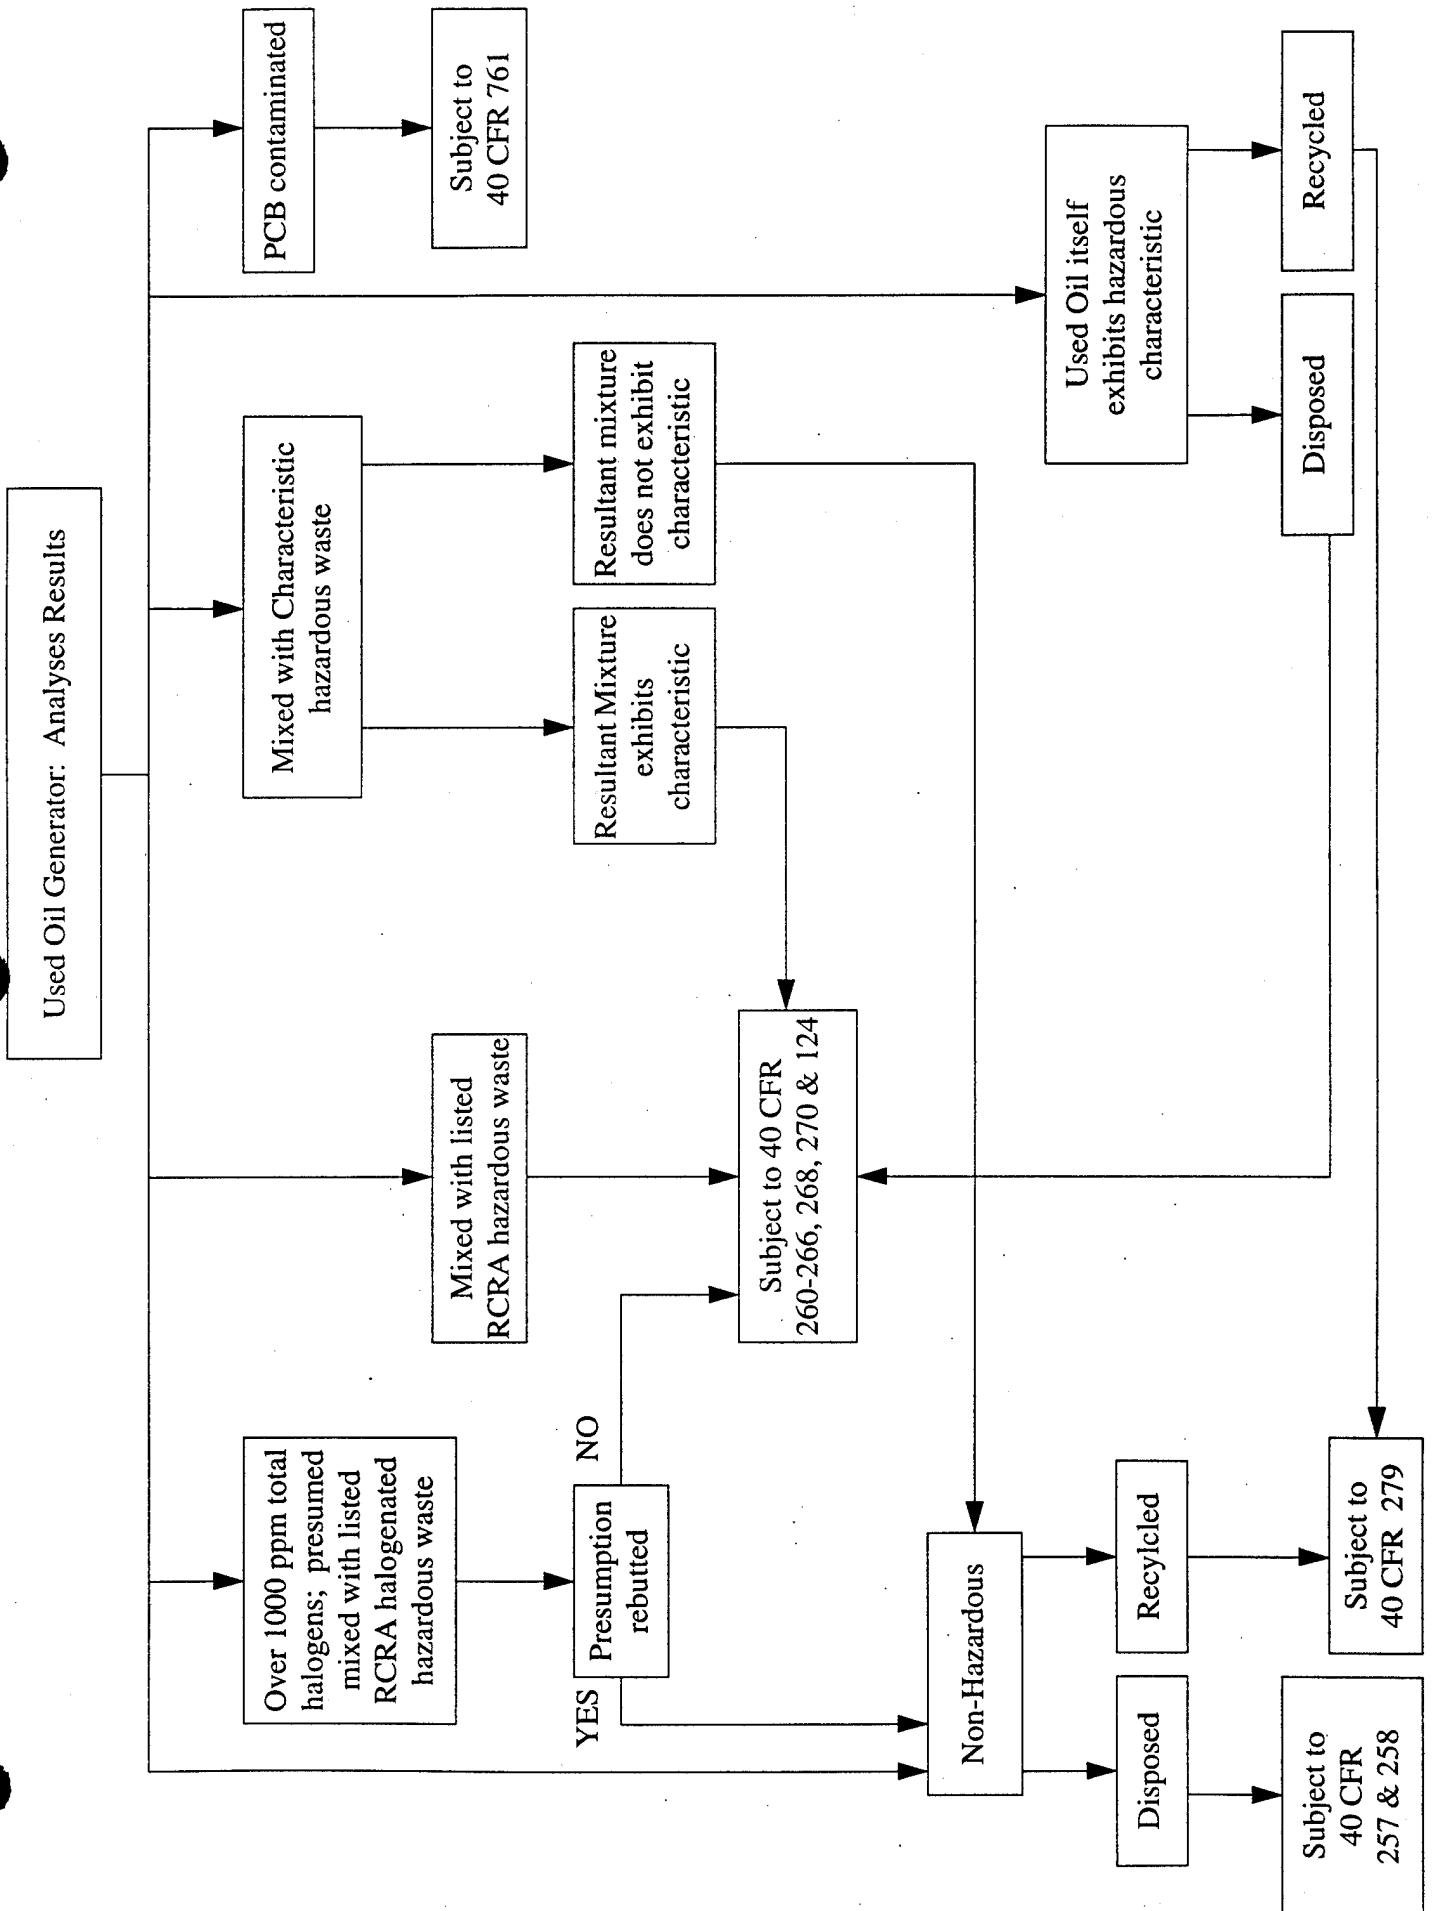 Used Oil Generator: Analyses Results
Over 1000 ppm total
halogens; presumed
mixed with listed
RCRA halogenated
hazardous waste
Mixed with listed
RCRA hazardous waste
Mixed with Characteristic
hazardous waste
PCB contaminated
Subject to
40 CFR 761
YES
Presumption
rebutted
NO
Resultant Mixture
exhibits
characteristic
Resultant mixture
does not exhibit
characteristic
Subject to 40 CFR
260-266, 268, 270 & 124
Non-Hazardous
Used Oil itself
exhibits hazardous
characteristic
Disposed
Recylcled
Disposed
Recycled
Subject to
40 CFR
257 & 258
Subject to
40 CFR 279